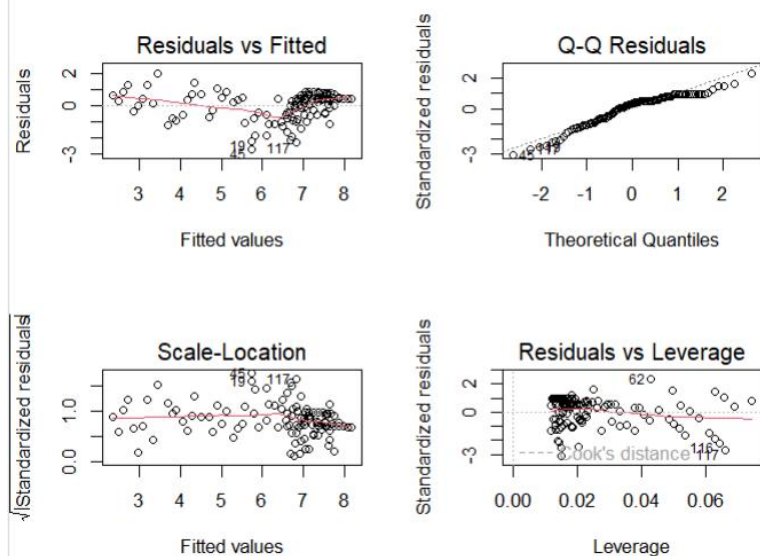 Residuals vs Fitted
Residuals
2
0
-3
19
45
117
3 4 5 6 7 8
Fitted values
Q-Q Residuals
Standardized residuals
2
0
-3
45
-2 -1 0 1 2
Theoretical Quantiles
Scale-Location
√|Standardized residuals
1.0
0.0
45
19
117
3 4 5 6 7 8
Fitted values
Residuals vs Leverage
Standardized residuals
2
0
-3
62
116
117
Cook's distance
0.00 0.02 0.04 0.06
Leverage